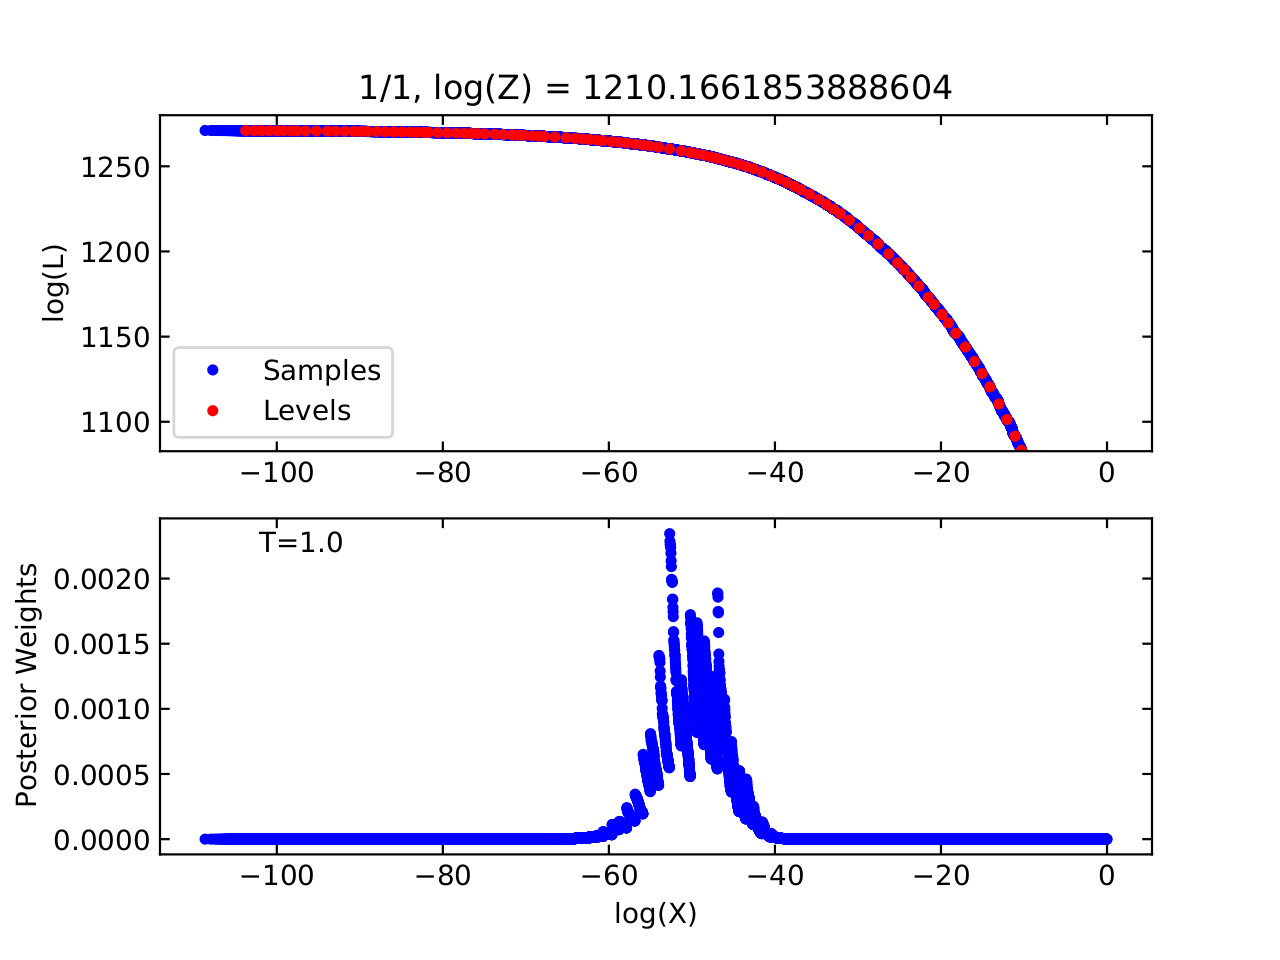 1/1, log(Z) = 1210.1661853888604
log(L)
1250
1200
1150
1100
Samples
Levels
−100 −80 −60 −40 −20 0
T=1.0
Posterior Weights
0.0020
0.0015
0.0010
0.0005
0.0000
−100 −80 −60 −40 −20 0
log(X)